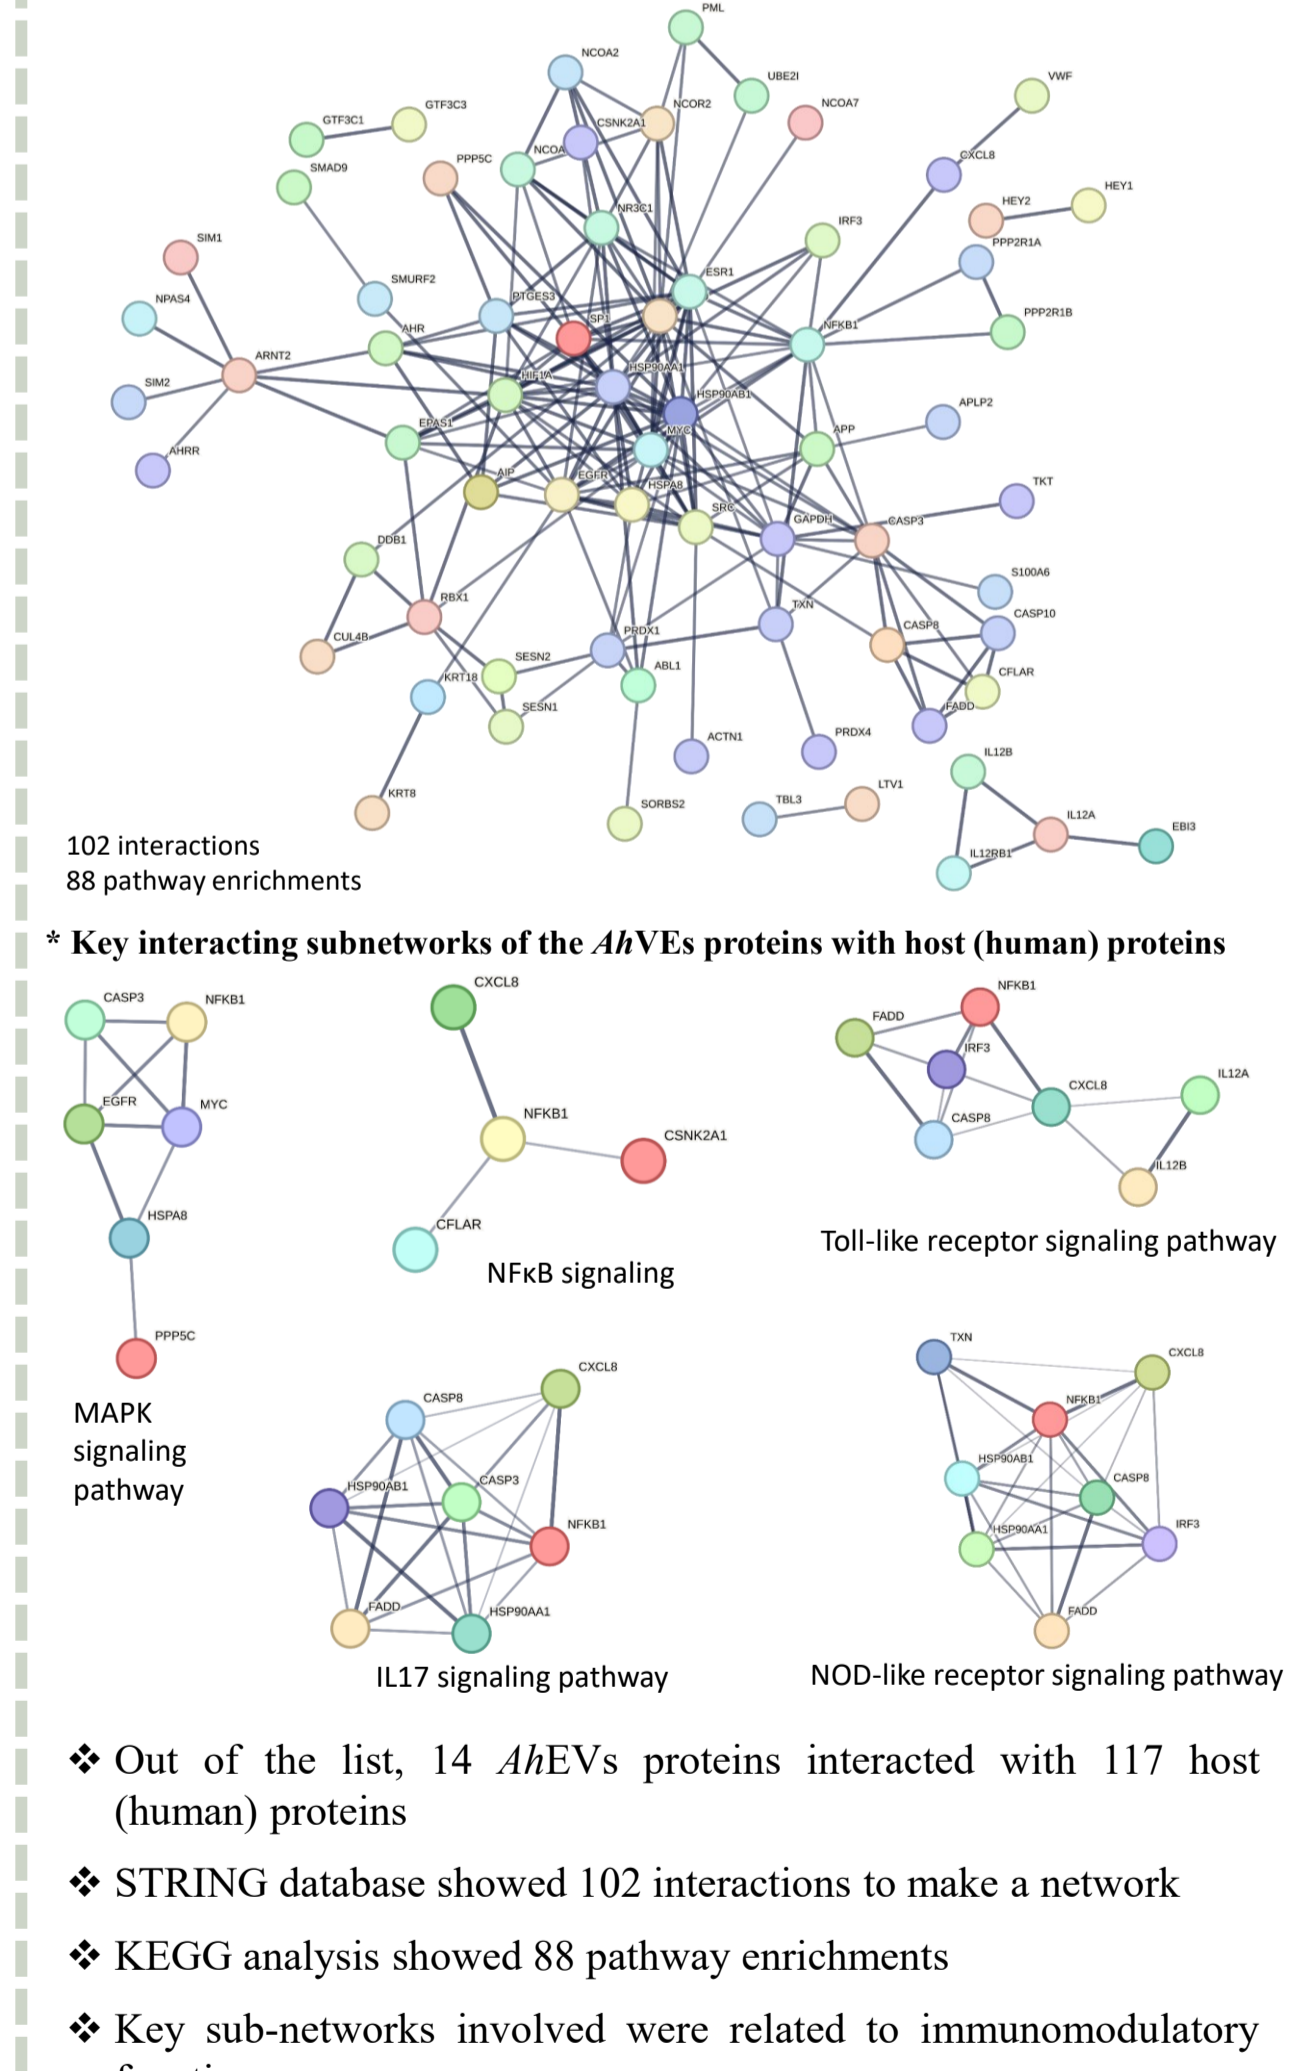 PML
NCOA2
UBE2I
VWF
NCOR2
NCOA7
GTF3C3
GTF3C1
CSNK2A1
NCOA
CXCL8
PPP5C
SMAD9
HEY1
HEY2
NR3C1
IRF3
SIM1
PPP2R1A
ESR1
SMURF2
NPAS4
PTGES3
PPP2R1B
SP1
NFKB1
AHR
ARNT2
HSP90AA1
HIF1A
SIM2
HSP90AB1
APLP2
EPAS1
MYC
APP
AHRR
AIP
EGFR
HSPA8
TKT
SRC
GAPDH
CASP3
DDB1
S100A6
RBX1
TXN
CASP10
CASP8
PRDX1
CUL4B
SESN2
ABL1
CFLAR
KRT18
SESN1
FADD
ACTN1
PRDX4
IL12B
LTV1
KRT8
TBL3
SORBS2
IL12A
EBI3
IL12RB1
102 interactions
88 pathway enrichments
* Key interacting subnetworks of the AhVEs proteins with host (human) proteins
CASP3
NFKB1
EGFR
MYC
HSPA8
PPP5C
MAPK
signaling
pathway
CXCL8
NFKB1
CSNK2A1
CFLAR
NFκB signaling
NFKB1
FADD
IRF3
IL12A
CXCL8
CASP8
IL12B
Toll-like receptor signaling pathway
CXCL8
CASP8
CASP3
HSP90AB1
NFKB1
FADD
HSP90AA1
IL17 signaling pathway
TXN
CXCL8
NFKB1
HSP90AB1
CASP8
IRF3
HSP90AA1
FADD
NOD-like receptor signaling pathway
❖ Out of the list, 14 AhEVs proteins interacted with 117 host
(human) proteins
❖ STRING database showed 102 interactions to make a network
❖ KEGG analysis showed 88 pathway enrichments
❖ Key sub-networks involved were related to immunomodulatory